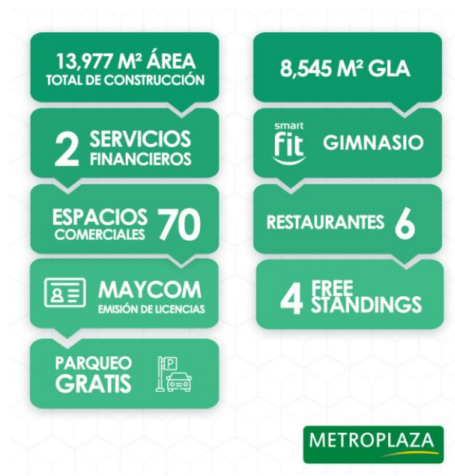 13,977 M² ÁREA
TOTAL DE CONSTRUCCIÓN
2 SERVICIOS
FINANCIEROS
ESPACIOS
COMERCIALES 70
MAYCOM
EMISIÓN DE LICENCIAS
PARQUEO
GRATIS
P
8,545 M² GLA
smart
fit GIMNASIO
RESTAURANTES 6
4 FREE
STANDINGS
METROPLAZA